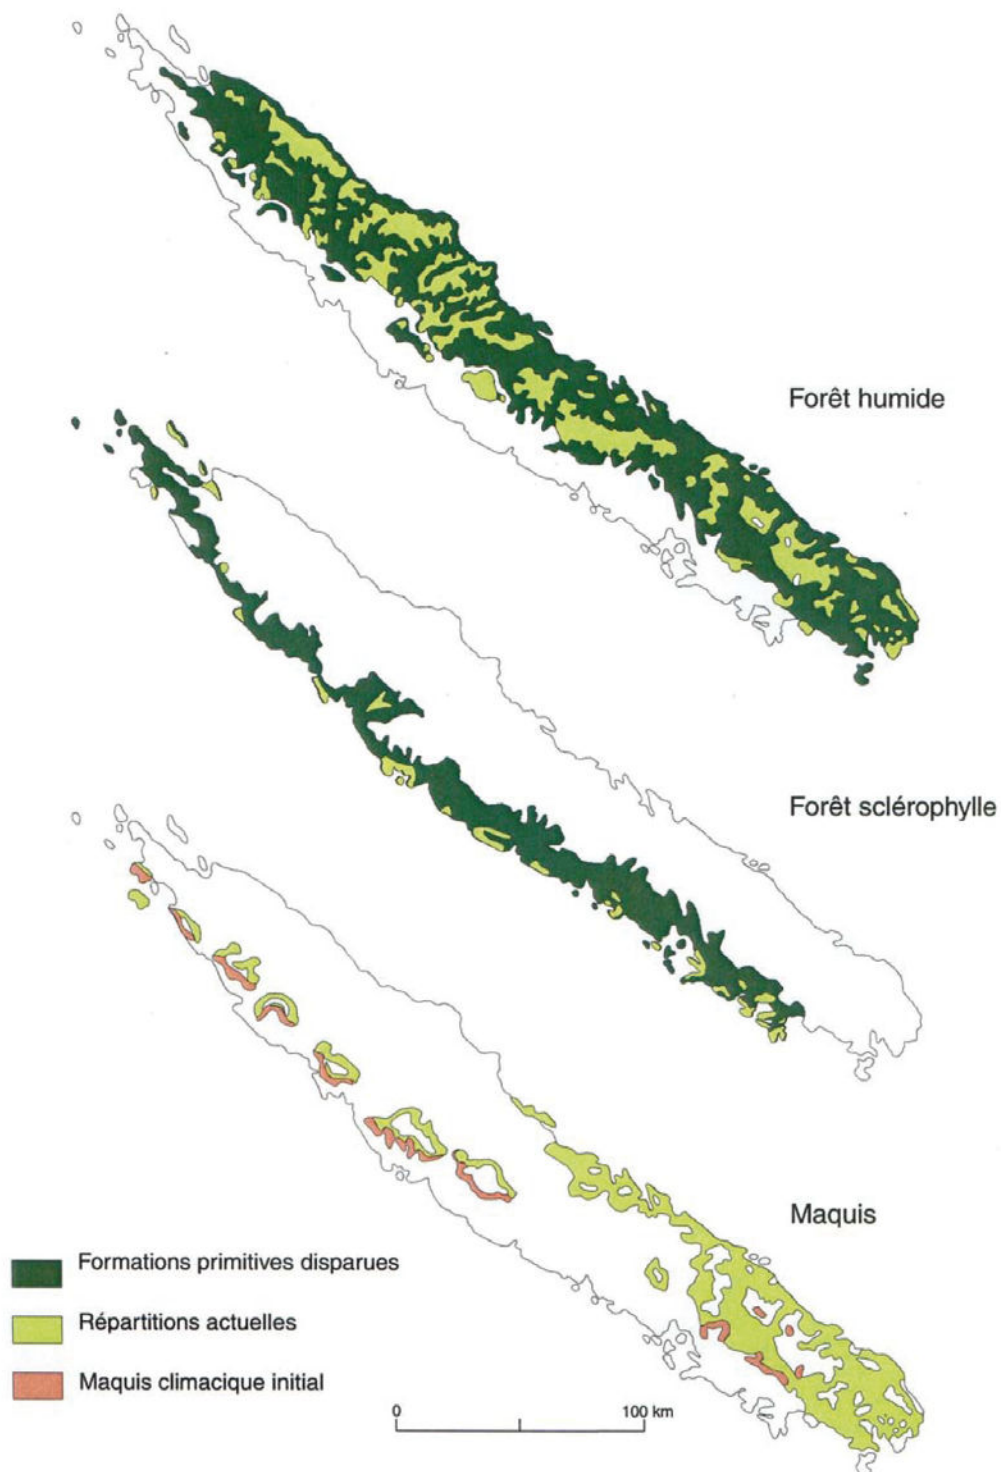 Forêt humide
Forêt sclérophylle
Maquis
Formations primitives disparues
Répartitions actuelles
Maquis climacique initial
0 100 km